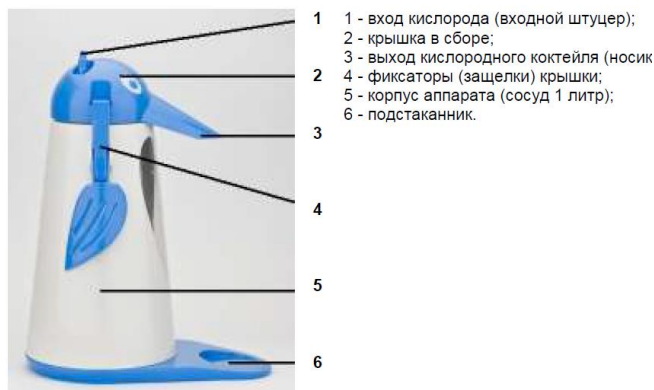 1
2
3
4
5
6
1 - вход кислорода (входной штуцер);
2 - крышка в сборе;
3 - выход кислородного коктейля (носик
4 - фиксаторы (защелки) крышки;
5 - корпус аппарата (сосуд 1 литр);
6 - подстаканник.